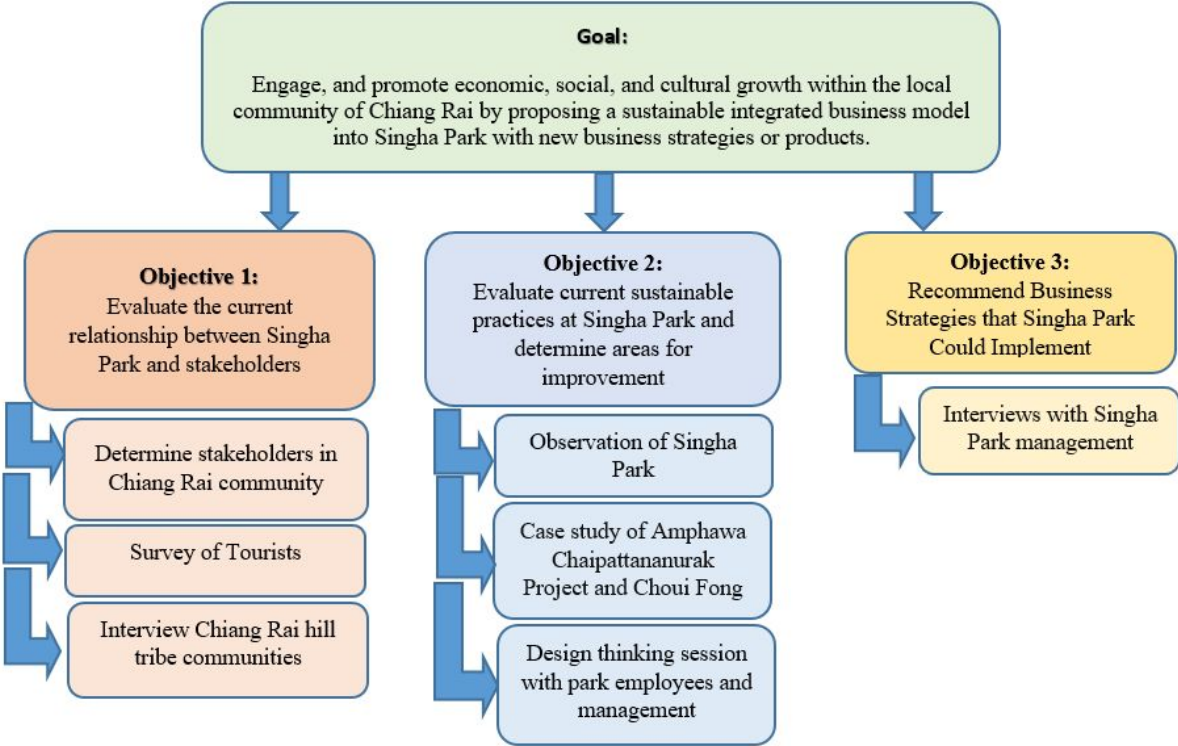 Goal:
Engage, and promote economic, social, and cultural growth within the local
community of Chiang Rai by proposing a sustainable integrated business model
into Singha Park with new business strategies or products.
Objective 1:
Evaluate the current
relationship between Singha
Park and stakeholders
Determine stakeholders in
Chiang Rai community
Survey of Tourists
Interview Chiang Rai hill
tribe communities
Objective 2:
Evaluate current sustainable
practices at Singha Park and
determine areas for
improvement
Observation of Singha
Park
Case study of Amphawa
Chaipattananurak
Project and Choui Fong
Design thinking session
with park employees and
management
Objective 3:
Recommend Business
Strategies that Singha Park
Could Implement
Interviews with Singha
Park management